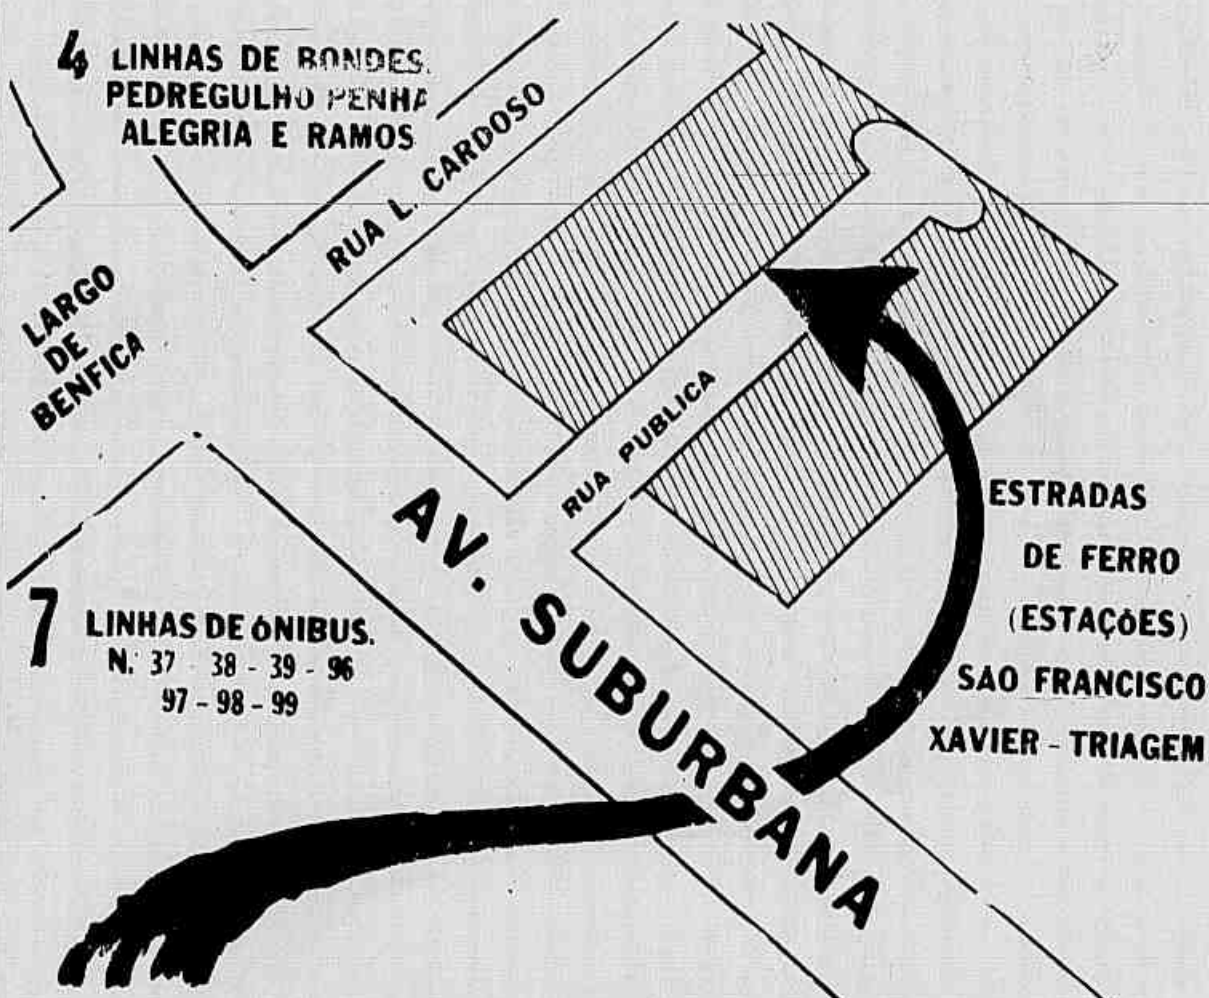 4 LINHAS DE BONDES.
PEDREGULHO PENHA
ALEGRIA E RAMOS
RUA L. CARDOSO
LARGO
DE
BENFICA
RUA PUBLICA
AV. SUBURBANA
ESTRADAS
DE FERRO
(ESTAÇÕES)
SAO FRANCISCO
XAVIER - TRIAGEM
7 LINHAS DE ÔNIBUS.
N. 37 - 38 - 39 - 96
97 - 98 - 99